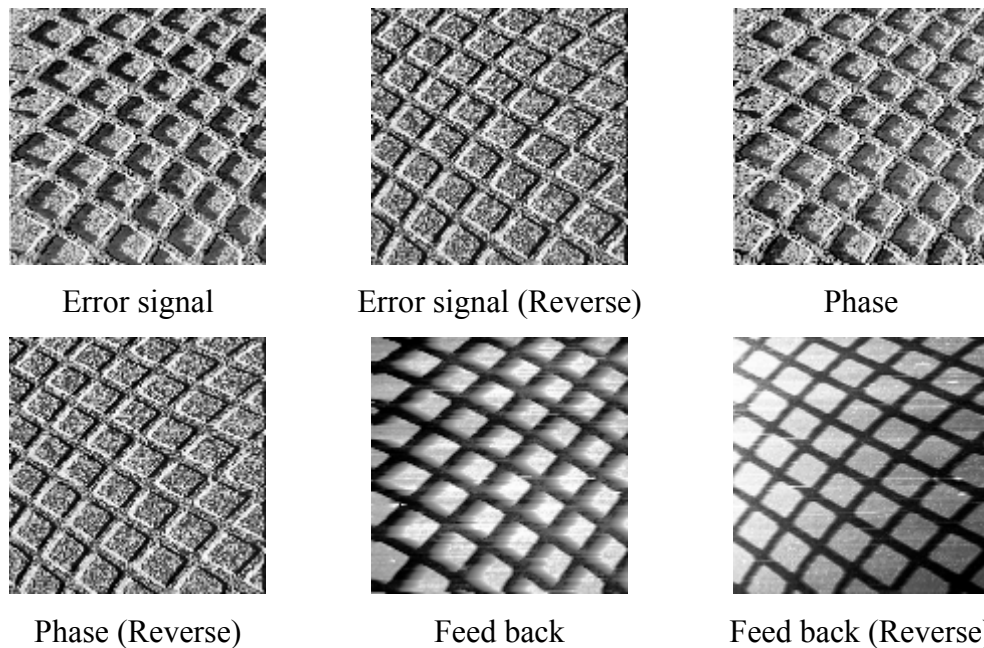 Error signal
Error signal (Reverse)
Phase
Phase (Reverse)
Feed back
Feed back (Reverse)